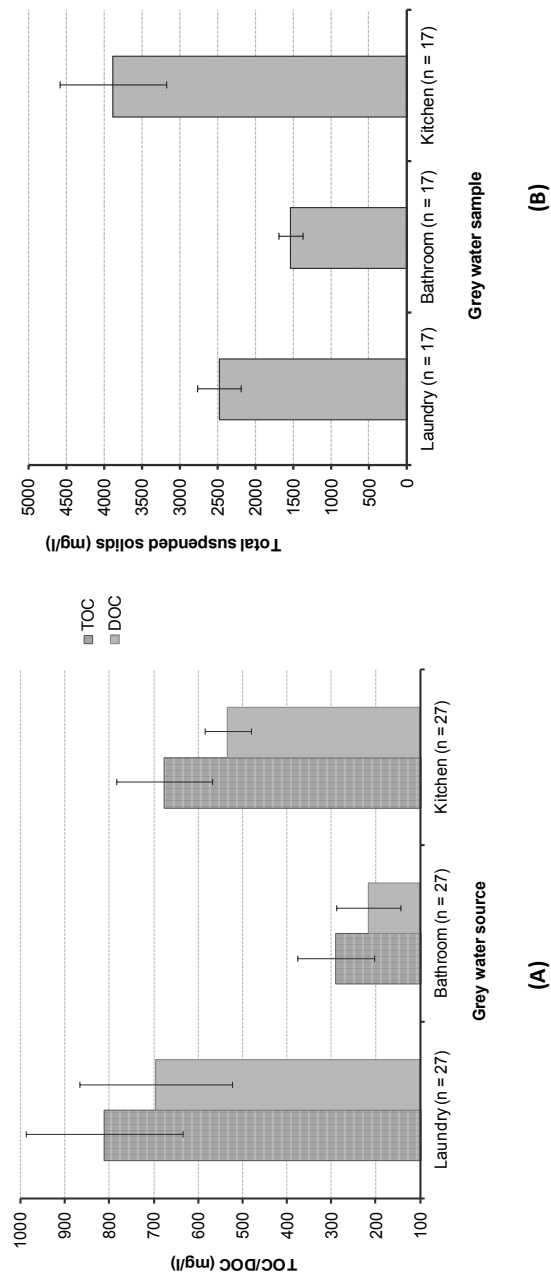 TOC/DOC (mg/l)
1000
900
800
700
600
500
400
300
200
100
Laundry (n = 27)
Bathroom (n = 27)
Kitchen (n = 27)
Grey water source
TOC
DOC
(A)
Total suspended solids (mg/l)
5000
4500
4000
3500
3000
2500
2000
1500
1000
500
0
Laundry (n = 17)
Bathroom (n = 17)
Kitchen (n = 17)
Grey water sample
(B)